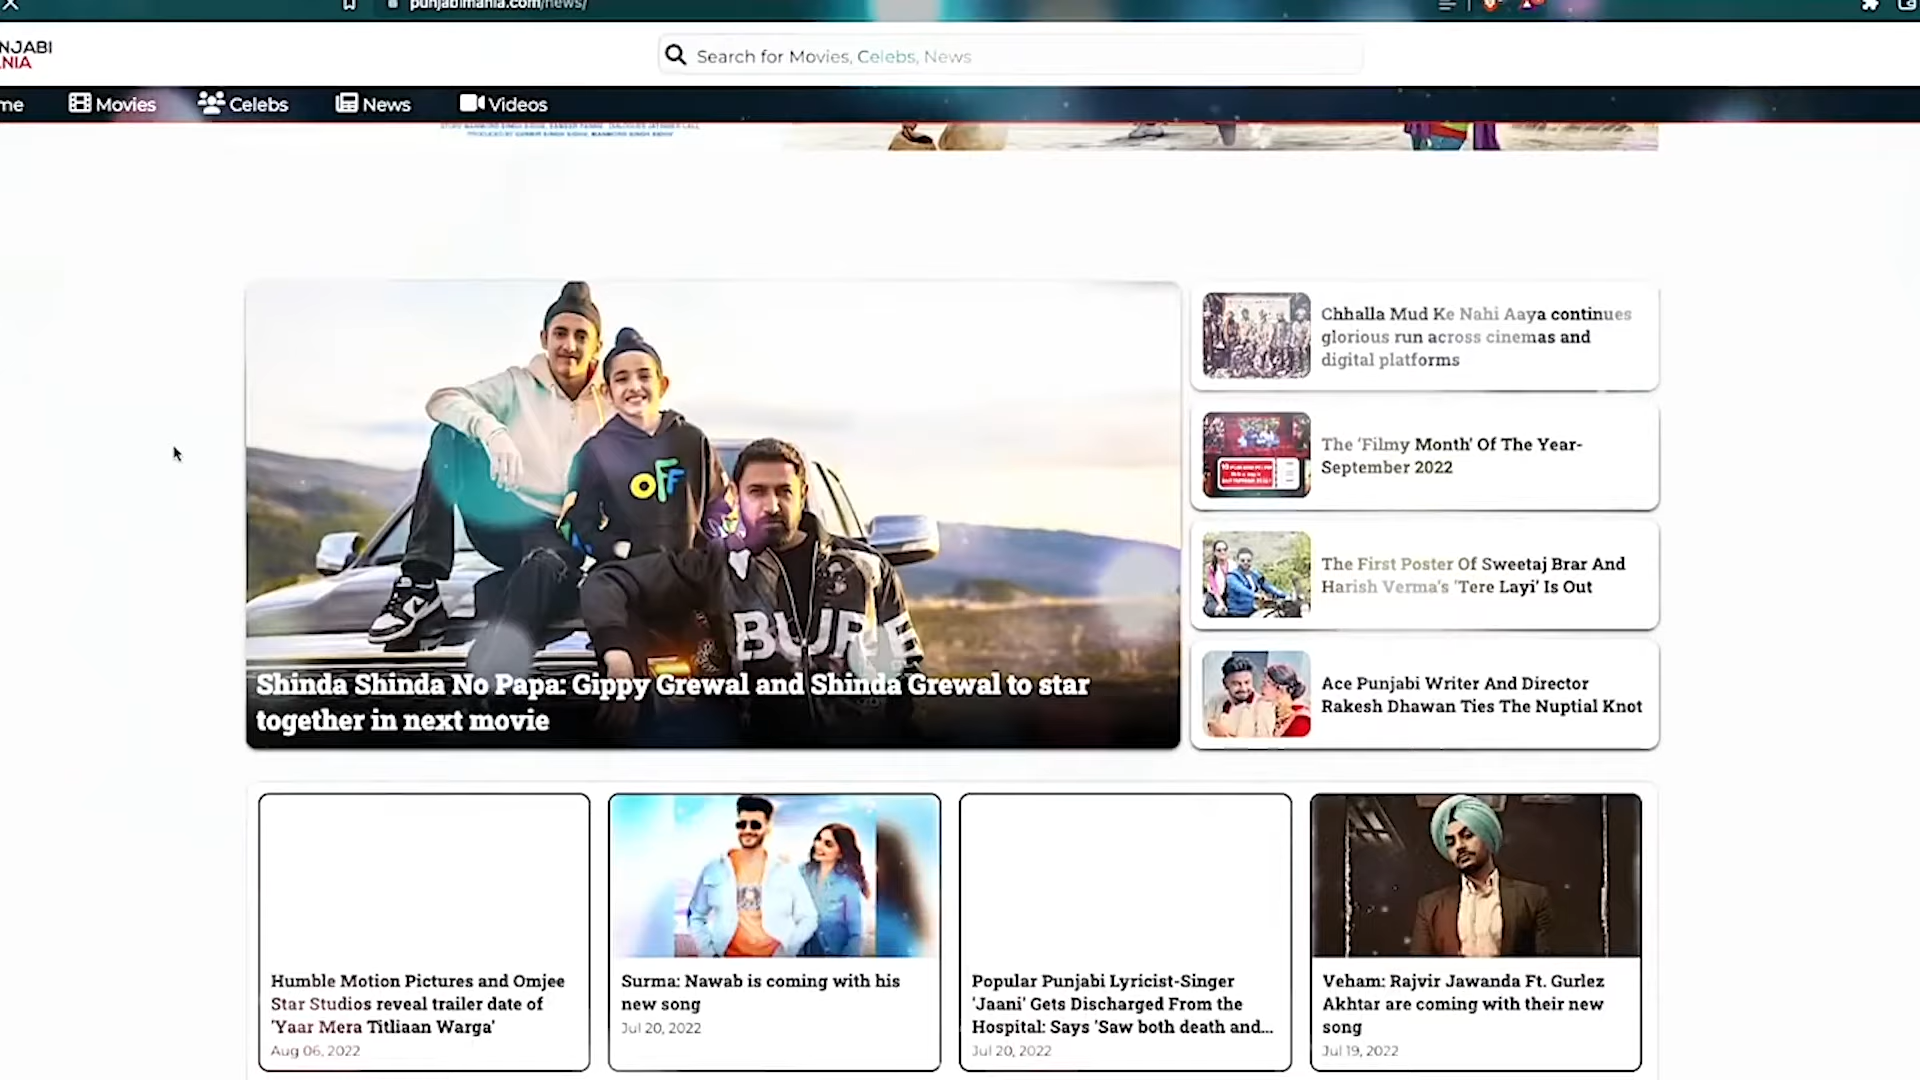 punjabimania.com/news/
NJABI
NIA
Search for Movies, Celebs, News
me
Movies
Celebs
News
Videos
OFF
BURBE
Shinda Shinda No Papa: Gippy Grewal and Shinda Grewal to star
together in next movie
Chhalla Mud Ke Nahi Aaya continues
glorious run across cinemas and
digital platforms
The 'Filmy Month' Of The Year-
September 2022
The First Poster Of Sweetaj Brar And
Harish Verma's 'Tere Layi' Is Out
Ace Punjabi Writer And Director
Rakesh Dhawan Ties The Nuptial Knot
Humble Motion Pictures and Omjee
Star Studios reveal trailer date of
'Yaar Mera Titliaan Warga'
Aug 06, 2022
Surma: Nawab is coming with his
new song
Jul 20, 2022
Popular Punjabi Lyricist-Singer
'Jaani' Gets Discharged From the
Hospital: Says 'Saw both death and...
Jul 20, 2022
Veham: Rajvir Jawanda Ft. Gurlez
Akhtar are coming with their new
song
Jul 19, 2022